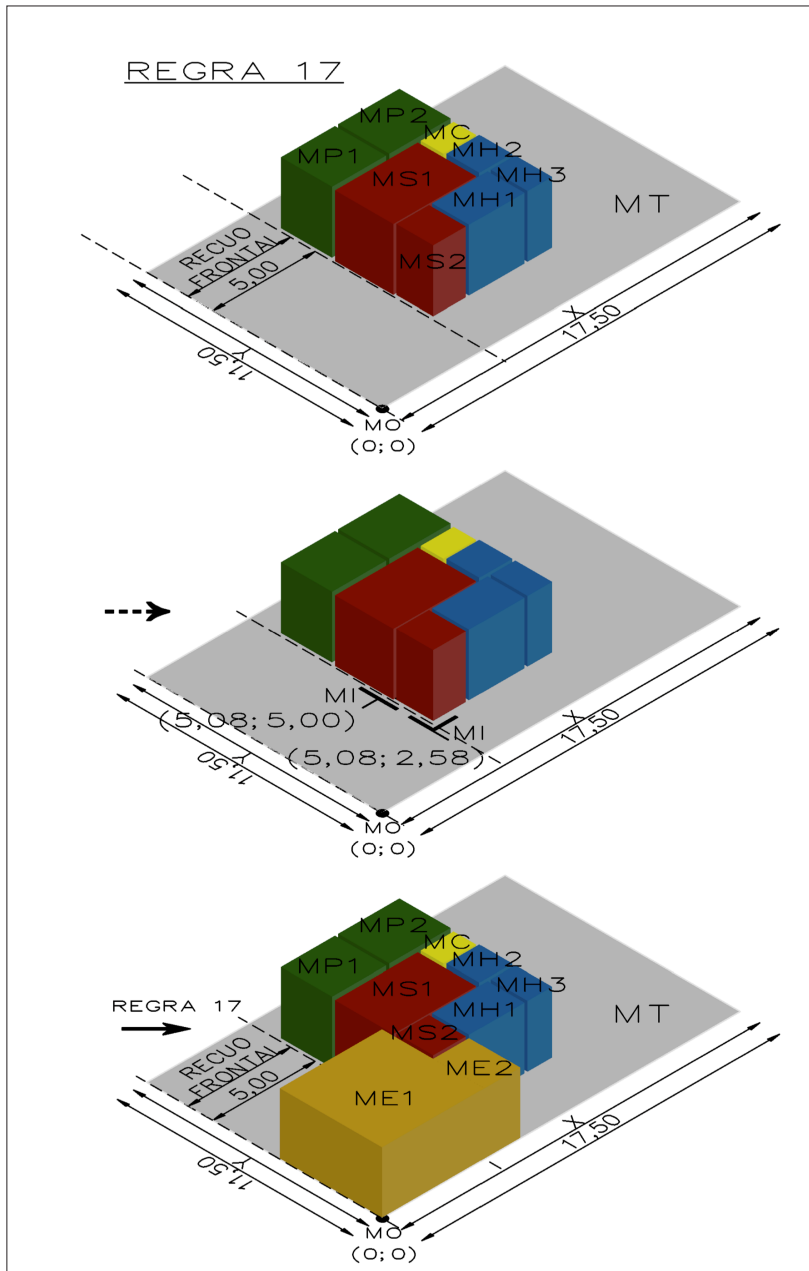 REGRA 17
MP2
MC
MP1
MH2
MS1
MH3
MH1
MT
MS2
RECUO
FRONTAL
5,00
X
17,50
Y
11,50
MO
(0; 0)
MI
(5,08; 5,00)
MI
(5,08; 2,58)
X
17,50
Y
11,50
MO
(0; 0)
MP2
MC
MP1
MH2
MS1
MH3
REGRA 17
MH1
MT
MS2
RECUO
FRONTAL
5,00
ME2
ME1
X
17,50
Y
11,50
MO
(0; 0)